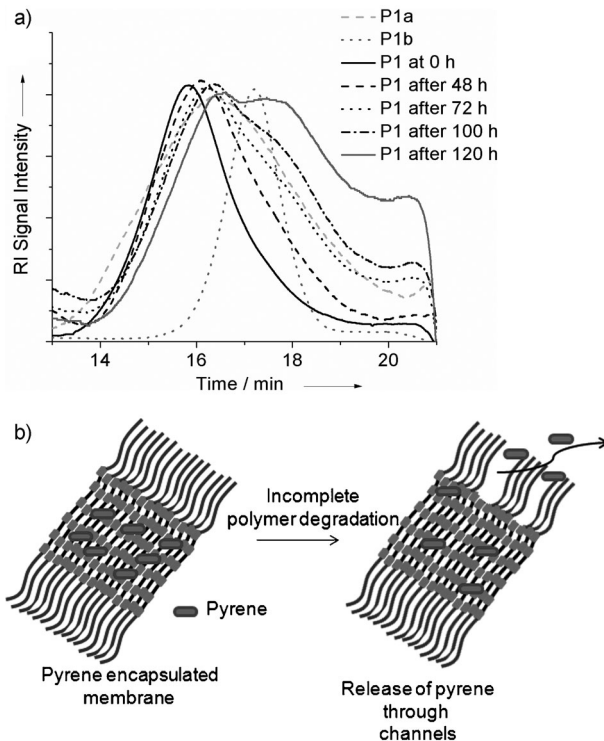 a)
P1a
P1b
P1 at 0 h
P1 after 48 h
P1 after 72 h
P1 after 100 h
P1 after 120 h
RI Signal Intensity
14
16
18
20
Time / min
b)
Incomplete
polymer degradation
Pyrene
Pyrene encapsulated
membrane
Release of pyrene
through
channels